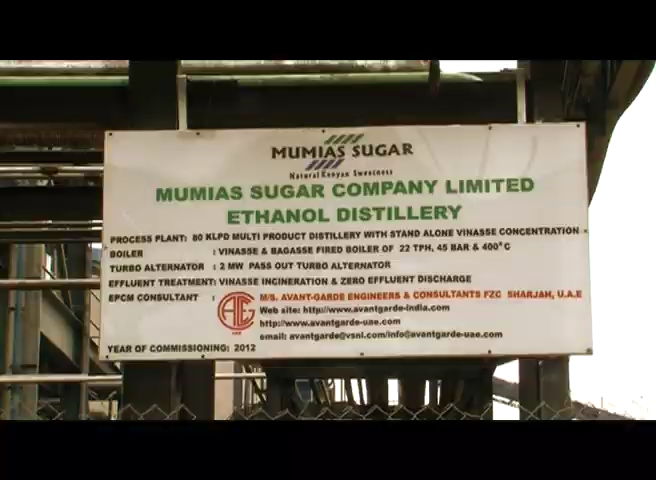 MUMIAS SUGAR
Natural Kenyan Sweetness
MUMIAS SUGAR COMPANY LIMITED
ETHANOL DISTILLERY
PROCESS PLANT: 80 KLPD MULTI PRODUCT DISTILLERY WITH STAND ALONE VINASSE CONCENTRATION
BOILER : VINASSE & BAGASSE FIRED BOILER OF 22 TPH, 45 BAR & 400°C
TURBO ALTERNATOR : 2 MW PASS OUT TURBO ALTERNATOR
EFFLUENT TREATMENT: VINASSE INCINERATION & ZERO EFFLUENT DISCHARGE
EPCM CONSULTANT : M/S. AVANT-GARDE ENGINEERS & CONSULTANTS FZC SHARJAH, U.A.E
Web site: http://www.avantgarde-india.com
http://www.avantgarde-uae.com
email: avantgarde@vsnl.com/info@avantgarde-uae.com
YEAR OF COMMISSIONING: 2012